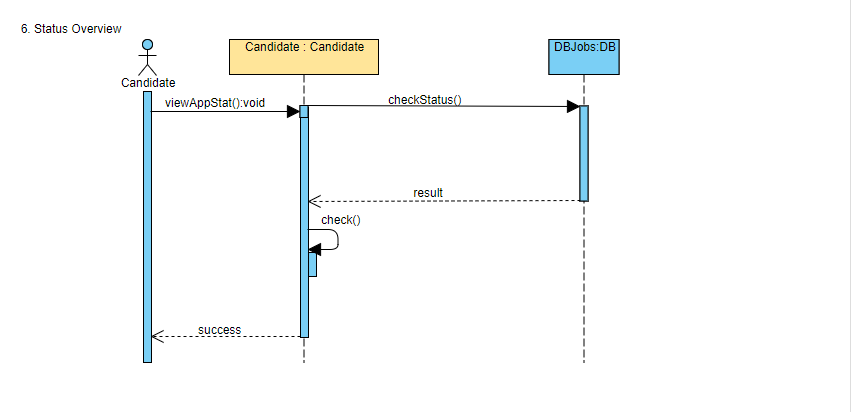 6. Status Overview
Candidate : Candidate
DBJobs:DB
Candidate
viewAppStat():void
checkStatus()
result
check()
success